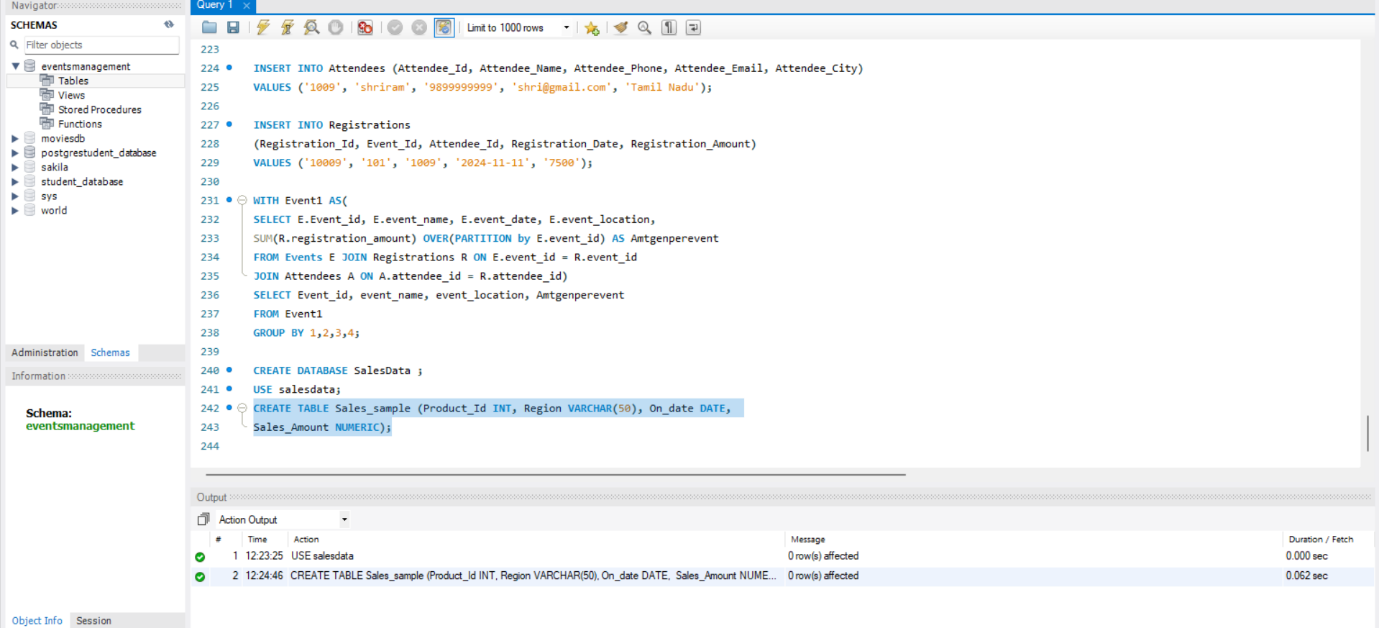 Navigator
Query 1
SCHEMAS
Filter objects
eventsmanagement
Tables
Views
Stored Procedures
Functions
moviesdb
postgrestudent_database
sakila
student_database
sys
world
Administration Schemas
Information
Schema:
eventsmanagement
Object Info Session
Limit to 1000 rows
223
224 INSERT INTO Attendees (Attendee_Id, Attendee_Name, Attendee_Phone, Attendee_Email, Attendee_City)
225 VALUES ('1009', 'shriram', '9899999999', 'shri@gmail.com', 'Tamil Nadu');
226
227 INSERT INTO Registrations
228 (Registration_Id, Event_Id, Attendee_Id, Registration_Date, Registration_Amount)
229 VALUES ('10009', '101', '1009', '2024-11-11', '7500');
230
231 WITH Event1 AS(
232 SELECT E.Event_id, E.event_name, E.event_date, E.event_location,
233 SUM(R.registration_amount) OVER(PARTITION by E.event_id) AS Amtgenperevent
234 FROM Events E JOIN Registrations R ON E.event_id = R.event_id
235 JOIN Attendees A ON A.attendee_id = R.attendee_id)
236 SELECT Event_id, event_name, event_location, Amtgenperevent
237 FROM Event1
238 GROUP BY 1,2,3,4;
239
240 CREATE DATABASE SalesData ;
241 USE salesdata;
242 CREATE TABLE Sales_sample (Product_Id INT, Region VARCHAR(50), On_date DATE,
243 Sales_Amount NUMERIC);
244
Output
Action Output
# Time Action Message Duration / Fetch
1 12:23:25 USE salesdata 0 row(s) affected 0.000 sec
2 12:24:46 CREATE TABLE Sales_sample (Product_Id INT, Region VARCHAR(50), On_date DATE, Sales_Amount NUME... 0 row(s) affected 0.062 sec